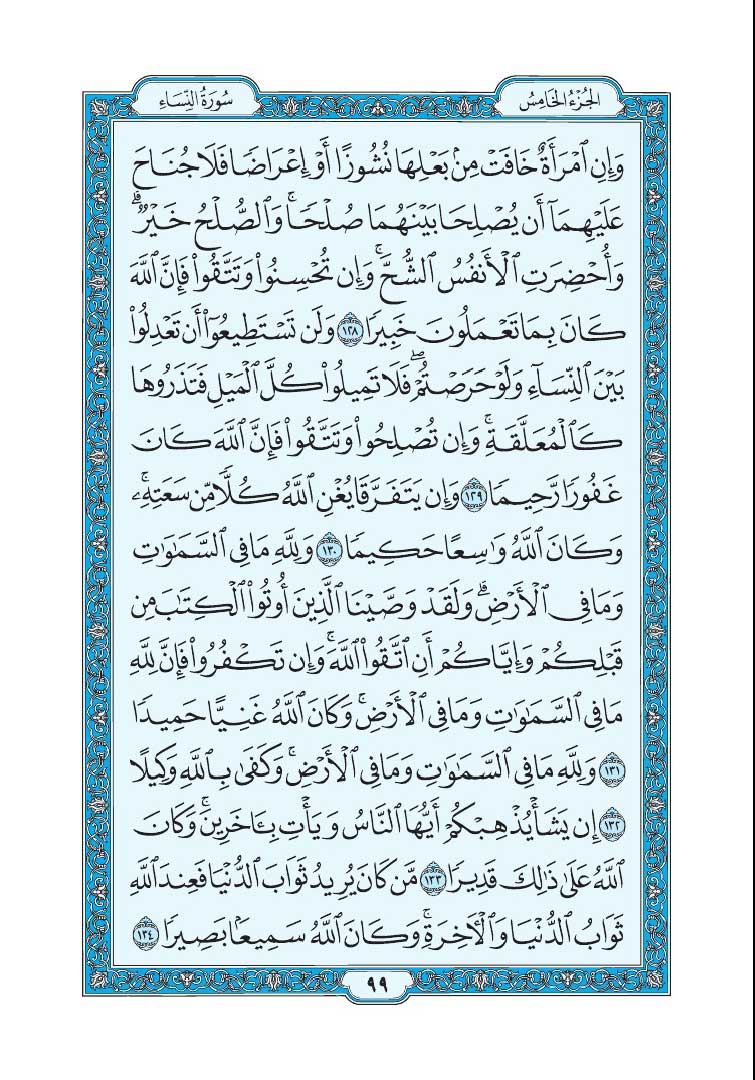 الجُزْءُ الخَامِسُ
سُورَةُ النِّسَاءِ
وَإِنِ ٱمْرَأَةٌ خَافَتْ مِنۢ بَعْلِهَا نُشُوزًا أَوْ إِعْرَاضًا فَلَا جُنَاحَ
عَلَيْهِمَآ أَن يُصْلِحَا بَيْنَهُمَا صُلْحًاۚ وَٱلصُّلْحُ خَيْرٌۗ
وَأُحْضِرَتِ ٱلْأَنفُسُ ٱلشُّحَّۚ وَإِن تُحْسِنُوا۟ وَتَتَّقُوا۟ فَإِنَّ ٱللَّهَ
كَانَ بِمَا تَعْمَلُونَ خَبِيرًا ١٢٨ وَلَن تَسْتَطِيعُوٓا۟ أَن تَعْدِلُوا۟
بَيْنَ ٱلنِّسَآءِ وَلَوْ حَرَصْتُمْۖ فَلَا تَمِيلُوا۟ كُلَّ ٱلْمَيْلِ فَتَذَرُوهَا
كَٱلْمُعَلَّقَةِۚ وَإِن تُصْلِحُوا۟ وَتَتَّقُوا۟ فَإِنَّ ٱللَّهَ كَانَ
غَفُورًا رَّحِيمًا ١٢٩ وَإِن يَتَفَرَّقَا يُغْنِ ٱللَّهُ كُلًّا مِّن سَعَتِهِۦۚ
وَكَانَ ٱللَّهُ وَٰسِعًا حَكِيمًا ١٣٠ وَلِلَّهِ مَا فِى ٱلسَّمَٰوَٰتِ
وَمَا فِى ٱلْأَرْضِۗ وَلَقَدْ وَصَّيْنَا ٱلَّذِينَ أُوتُوا۟ ٱلْكِتَٰبَ مِن
قَبْلِكُمْ وَإِيَّاكُمْ أَنِ ٱتَّقُوا۟ ٱللَّهَۚ وَإِن تَكْفُرُوا۟ فَإِنَّ لِلَّهِ
مَا فِى ٱلسَّمَٰوَٰتِ وَمَا فِى ٱلْأَرْضِۚ وَكَانَ ٱللَّهُ غَنِيًّا حَمِيدًا
١٣١ وَلِلَّهِ مَا فِى ٱلسَّمَٰوَٰتِ وَمَا فِى ٱلْأَرْضِۚ وَكَفَىٰ بِٱللَّهِ وَكِيلًا
١٣٢ إِن يَشَأْ يُذْهِبْكُمْ أَيُّهَا ٱلنَّاسُ وَيَأْتِ بِـَٔاخَرِينَۚ وَكَانَ
ٱللَّهُ عَلَىٰ ذَٰلِكَ قَدِيرًا ١٣٣ مَّن كَانَ يُرِيدُ ثَوَابَ ٱلدُّنْيَا فَعِندَ ٱللَّهِ
ثَوَابُ ٱلدُّنْيَا وَٱلْءَاخِرَةِۚ وَكَانَ ٱللَّهُ سَمِيعًۢا بَصِيرًا ١٣٤
٩٩